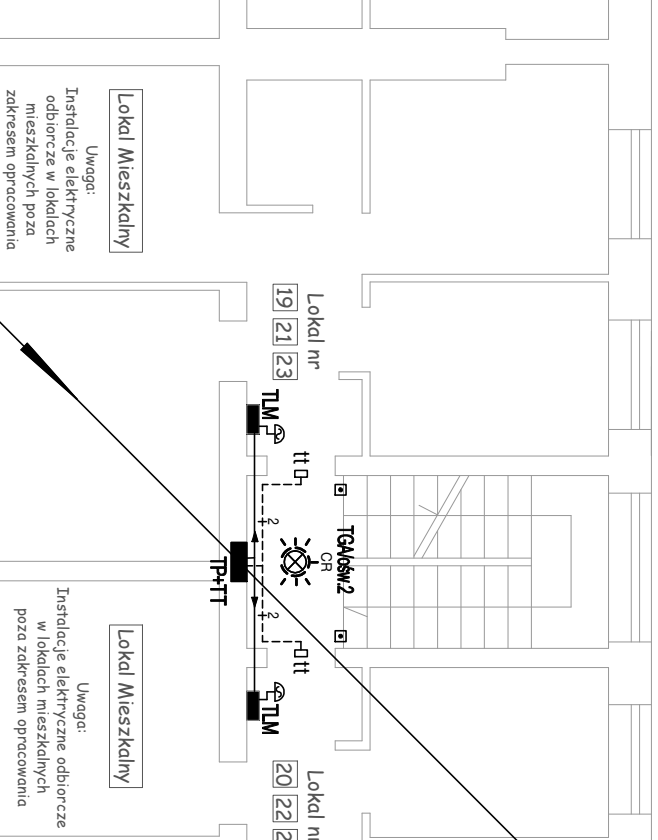 Lokal Mieszkalny
Uwaga:
Instalacje elektryczne
odbiorcze w lokalach
mieszkalnych poza
zakresem opracowania
Lokal nr
19 21 23
TLM
tt
2
TGA/ośw.2
CR
TP+TT
2
tt
TLM
Lokal
20 22
Lokal Mieszkalny
Uwaga:
Instalacje elektryczne odbiorcze
w lokalach mieszkalnych
poza zakresem opracowania